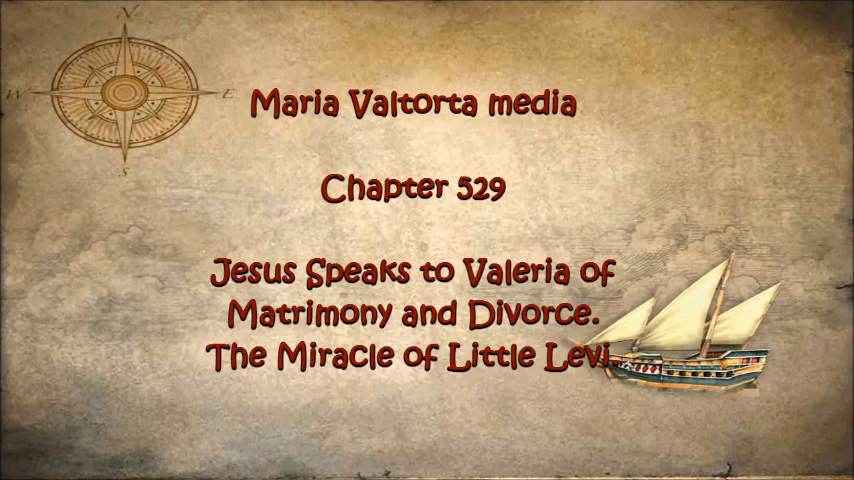 N
W E
S
Maria Valtorta media
Chapter 529
Jesus Speaks to Valeria of
Matrimony and Divorce.
The Miracle of Little Levi.